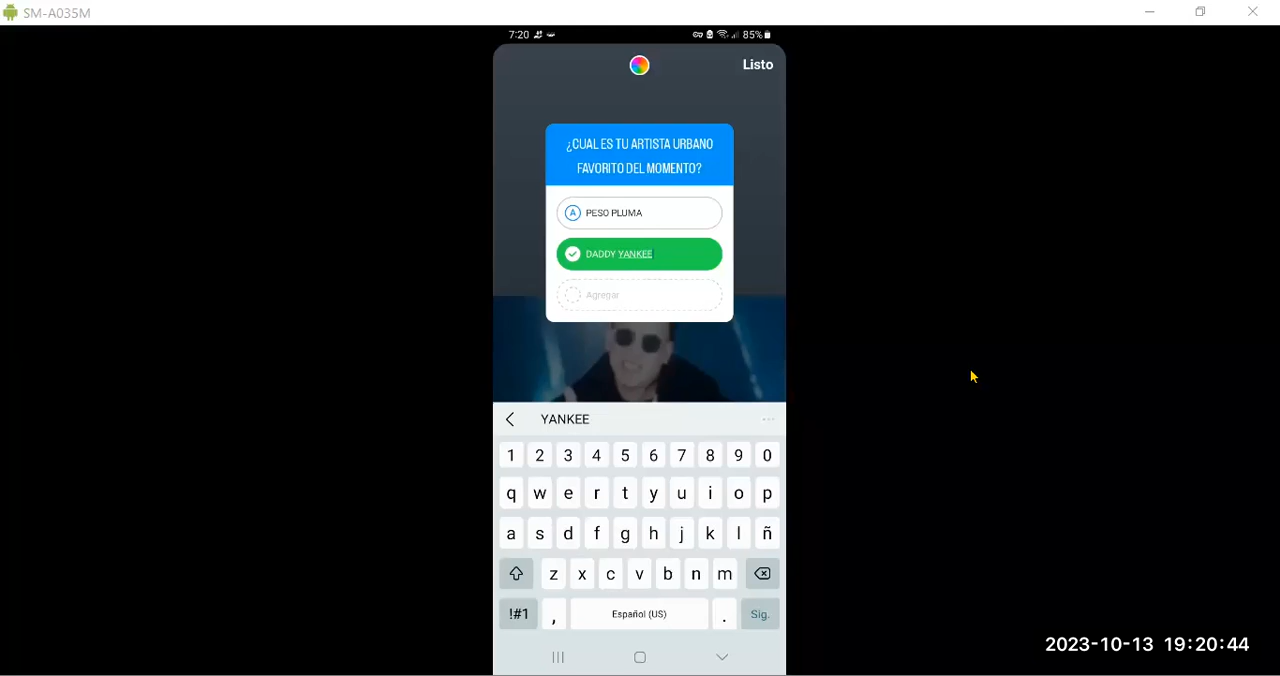 SM-A035M
7:20 85%
Listo
¿CUAL ES TU ARTISTA URBANO
FAVORITO DEL MOMENTO?
A PESO PLUMA
DADDY YANKEE
Agregar
YANKEE
1 2 3 4 5 6 7 8 9 0
q w e r t y u i o p
a s d f g h j k l ñ
z x c v b n m
!#1 , Español (US) . Sig.
2023-10-13 19:20:44